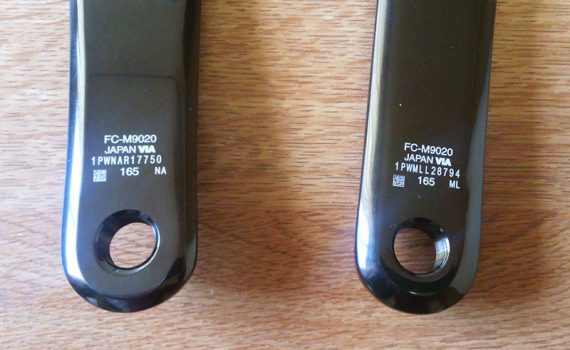 FC-M9020
JAPAN VIA
1PWNAR17750
165 NA
FC-M9020
JAPAN VIA
1PWMLL28794
165 ML